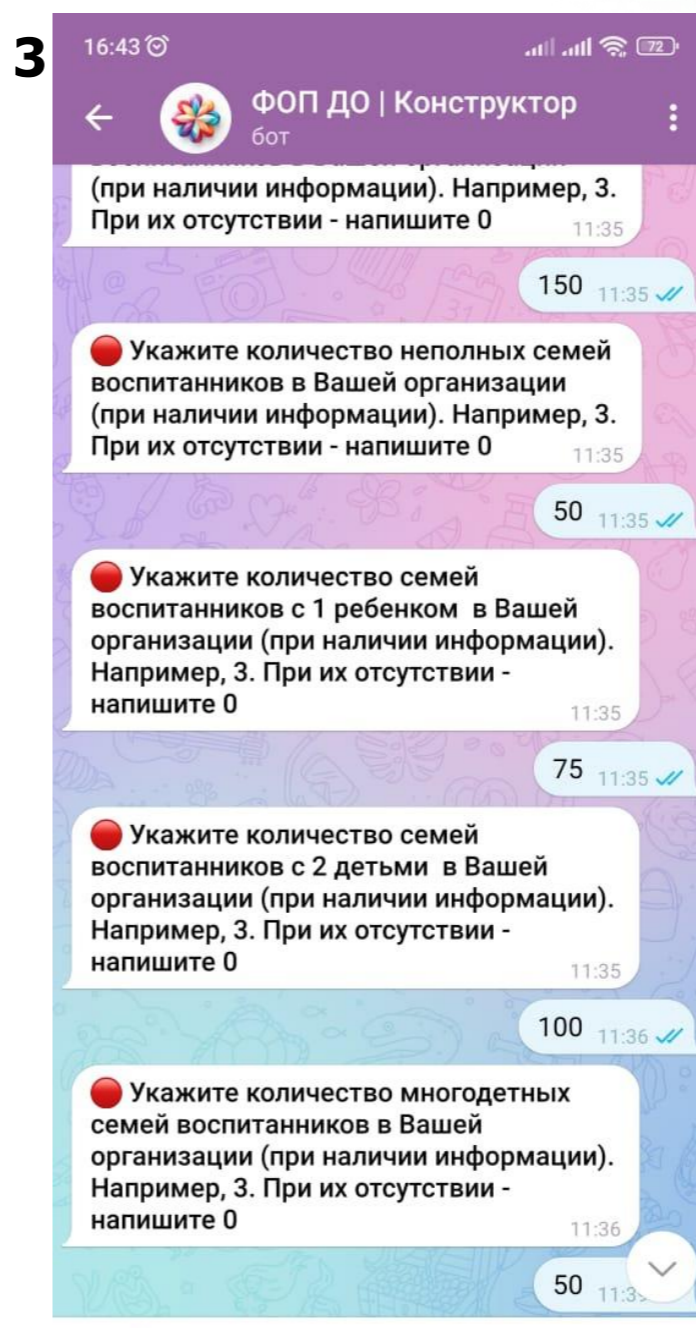 3
16:43
72
ФОП ДО | Конструктор
бот
(при наличии информации). Например, 3.
При их отсутствии - напишите 0
11:35
150 11:35
Укажите количество неполных семей
воспитанников в Вашей организации
(при наличии информации). Например, 3.
При их отсутствии - напишите 0
11:35
50 11:35
Укажите количество семей
воспитанников с 1 ребенком в Вашей
организации (при наличии информации).
Например, 3. При их отсутствии -
напишите 0
11:35
75 11:35
Укажите количество семей
воспитанников с 2 детьми в Вашей
организации (при наличии информации).
Например, 3. При их отсутствии -
напишите 0
11:35
100 11:36
Укажите количество многодетных
семей воспитанников в Вашей
организации (при наличии информации).
Например, 3. При их отсутствии -
напишите 0
11:36
50